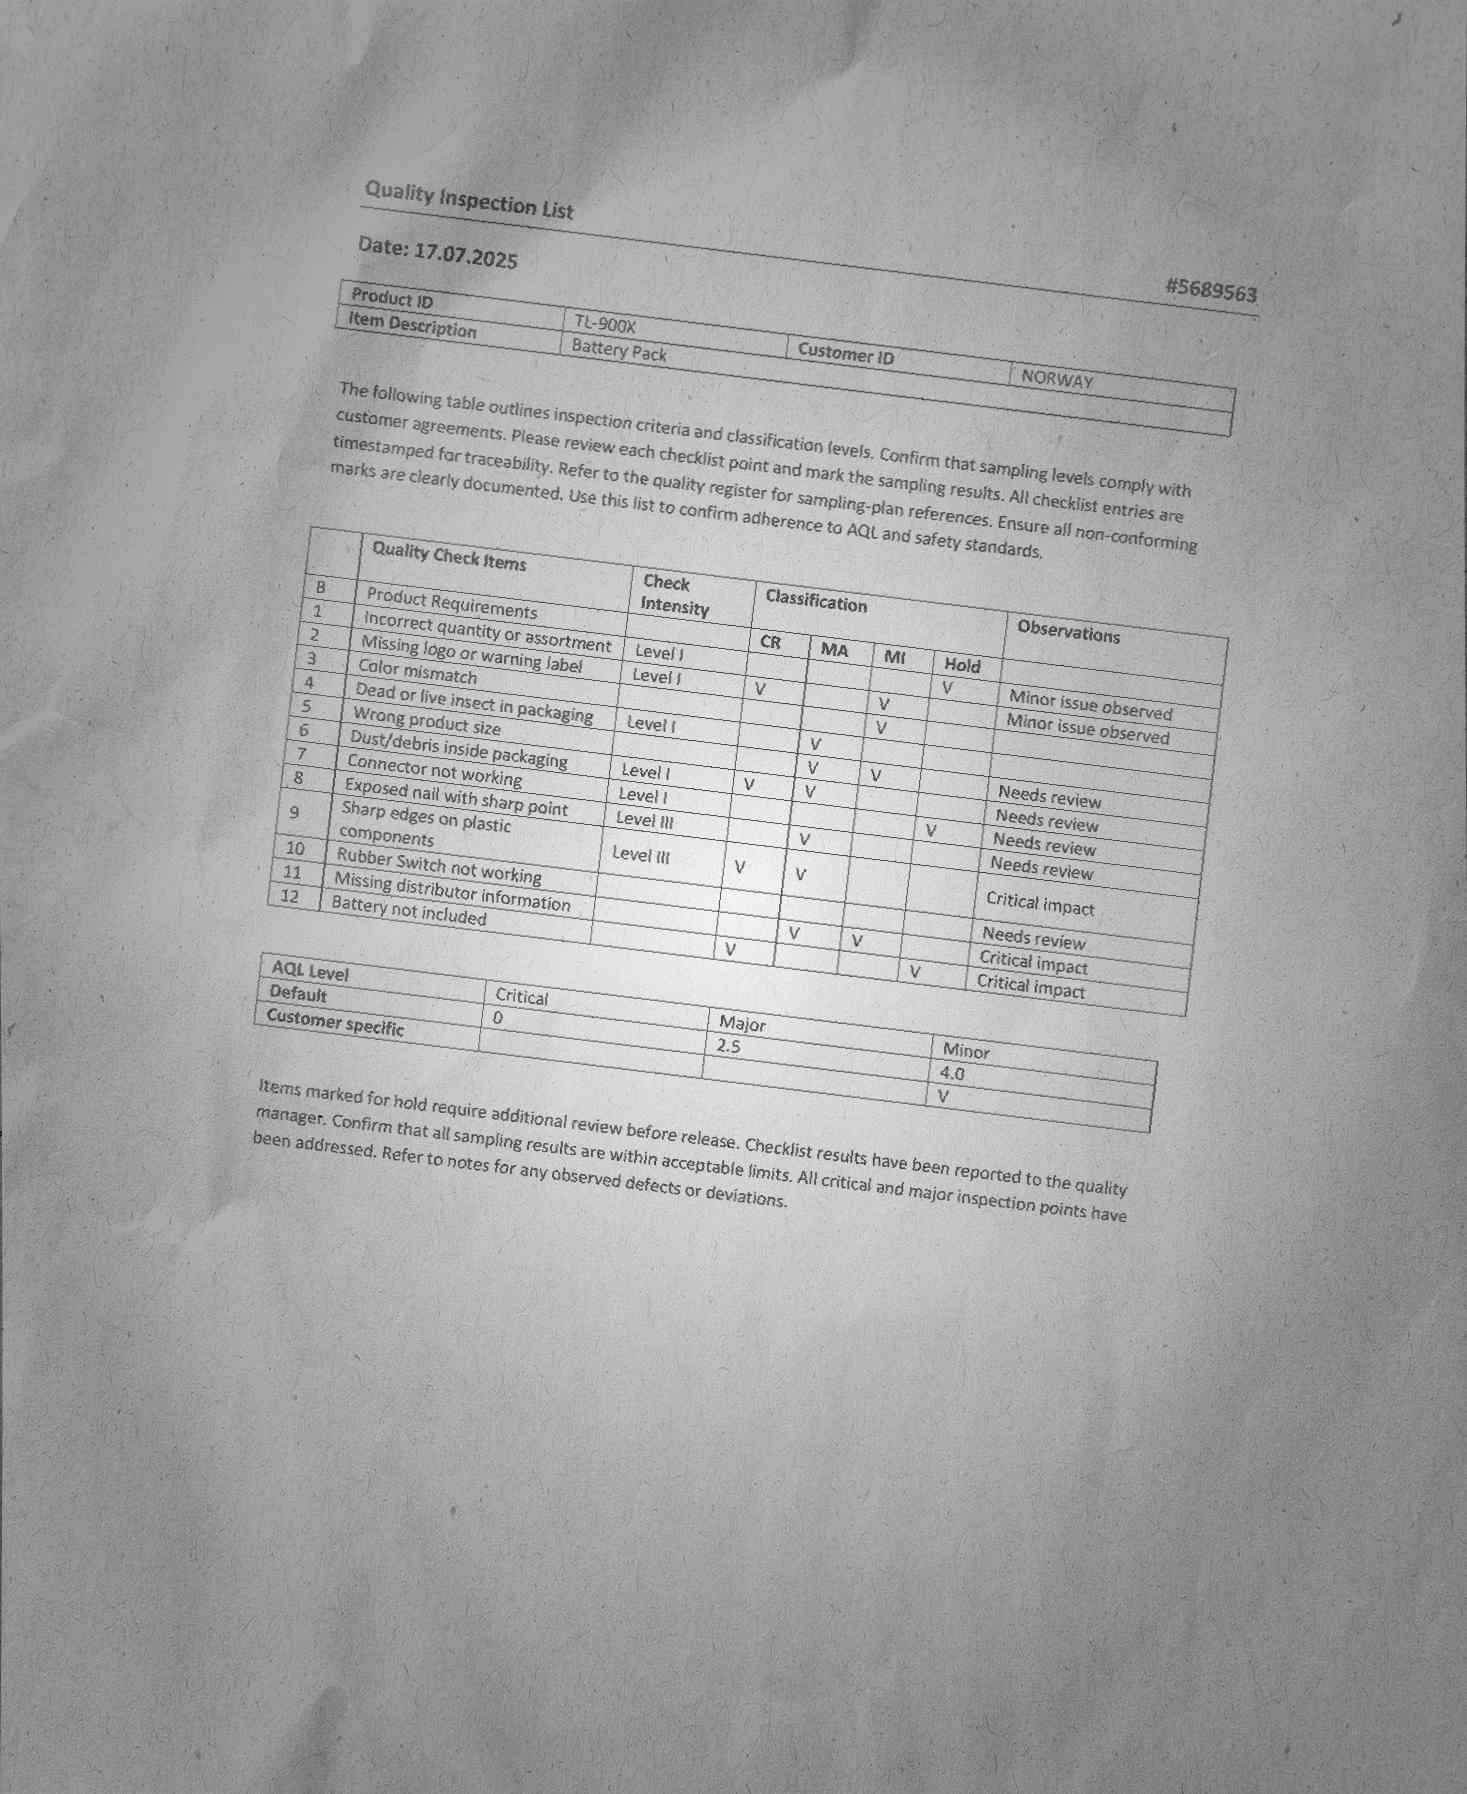 Quality Inspection List #5689563
Date: 17.07.2025
Product ID TL-900X Customer ID NORWAY
Item Description Battery Pack
The following table outlines inspection criteria and classification levels. Confirm that sampling levels comply with
customer agreements. Please review each checklist point and mark the sampling results. All checklist entries are
timestamped for traceability. Refer to the quality register for sampling-plan references. Ensure all non-conforming
marks are clearly documented. Use this list to confirm adherence to AQL and safety standards.
Quality Check Items Check Intensity Classification Observations
B Product Requirements CR MA MI Hold
1 Incorrect quantity or assortment Level I V Minor issue observed
2 Missing logo or warning label Level I V V Minor issue observed
3 Color mismatch V
4 Dead or live insect in packaging Level I V
5 Wrong product size V V Needs review
6 Dust/debris inside packaging Level I V V Needs review
7 Connector not working Level I V Needs review
8 Exposed nail with sharp point Level III V Needs review
9 Sharp edges on plastic components Level III V V Critical impact
10 Rubber Switch not working Needs review
11 Missing distributor information V V Critical impact
12 Battery not included V V Critical impact
AQL Level Critical Major Minor
Default 0 2.5 4.0
Customer specific V
Items marked for hold require additional review before release. Checklist results have been reported to the quality
manager. Confirm that all sampling results are within acceptable limits. All critical and major inspection points have
been addressed. Refer to notes for any observed defects or deviations.